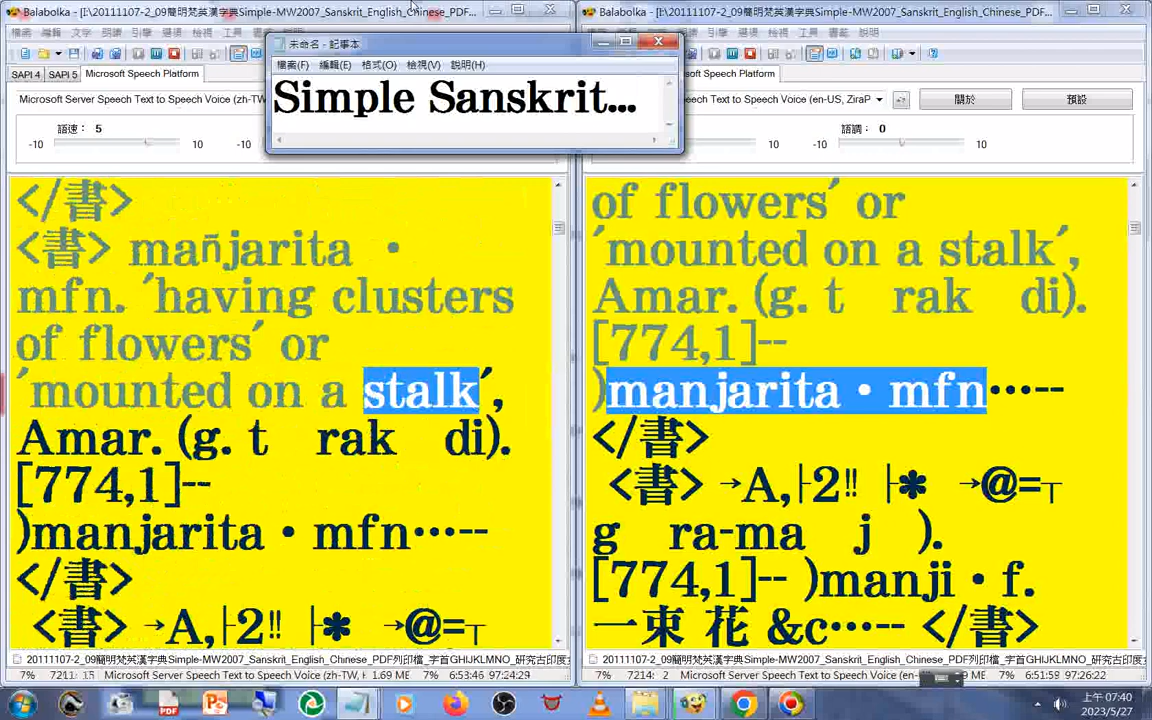 Balabolka - [I:\20111107-2_09簡明梵英漢字典Simple-MW2007_Sanskrit_English_Chinese_PDF...
Balabolka - [I:\20111107-2_09簡明梵英漢字典Simple-MW2007_Sanskrit_English_Chinese_PDF...
未命名 - 記事本
檔案(F) 編輯(E) 格式(O) 檢視(V) 說明(H)
Simple Sanskrit...
SAPI 4 SAPI 5 Microsoft Speech Platform
Speech Platform
Microsoft Server Speech Text to Speech Voice (zh-TW,
Speech Text to Speech Voice (en-US, ZiraP
關於 預設
語速： 5
-10 10 -10
語調： 0
10 -10 10
</書>
<書> mañjarita •
mfn. 'having clusters
of flowers' or
'mounted on a stalk',
Amar. (g. t rak di).
[774,1]--
)manjarita • mfn…--
</書>
<書> →A,├2‼ ├✱ →@=┬
of flowers' or
'mounted on a stalk',
Amar. (g. t rak di).
[774,1]--
)manjarita • mfn…--
</書>
<書> →A,├2‼ ├✱ →@=┬
g ra-ma j ).
[774,1]-- )manji • f.
一束 花 &c…-- </書>
20111107-2_09簡明梵英漢字典Simple-MW2007_Sanskrit_English_Chinese_PDF列印檔_字首GHIJKLMNO_研究古印度
20111107-2_09簡明梵英漢字典Simple-MW2007_Sanskrit_English_Chinese_PDF列印檔_字首GHIJKLMNO_研究古印度
7% 7211: 15 Microsoft Server Speech Text to Speech Voice (zh-TW, 1.69 ME 7% 6:53:46 97:24:29
7% 7214: 2 Microsoft Server Speech Text to Speech Voice 7% 6:51:59 97:26:22
上午 07:40
2023/5/27